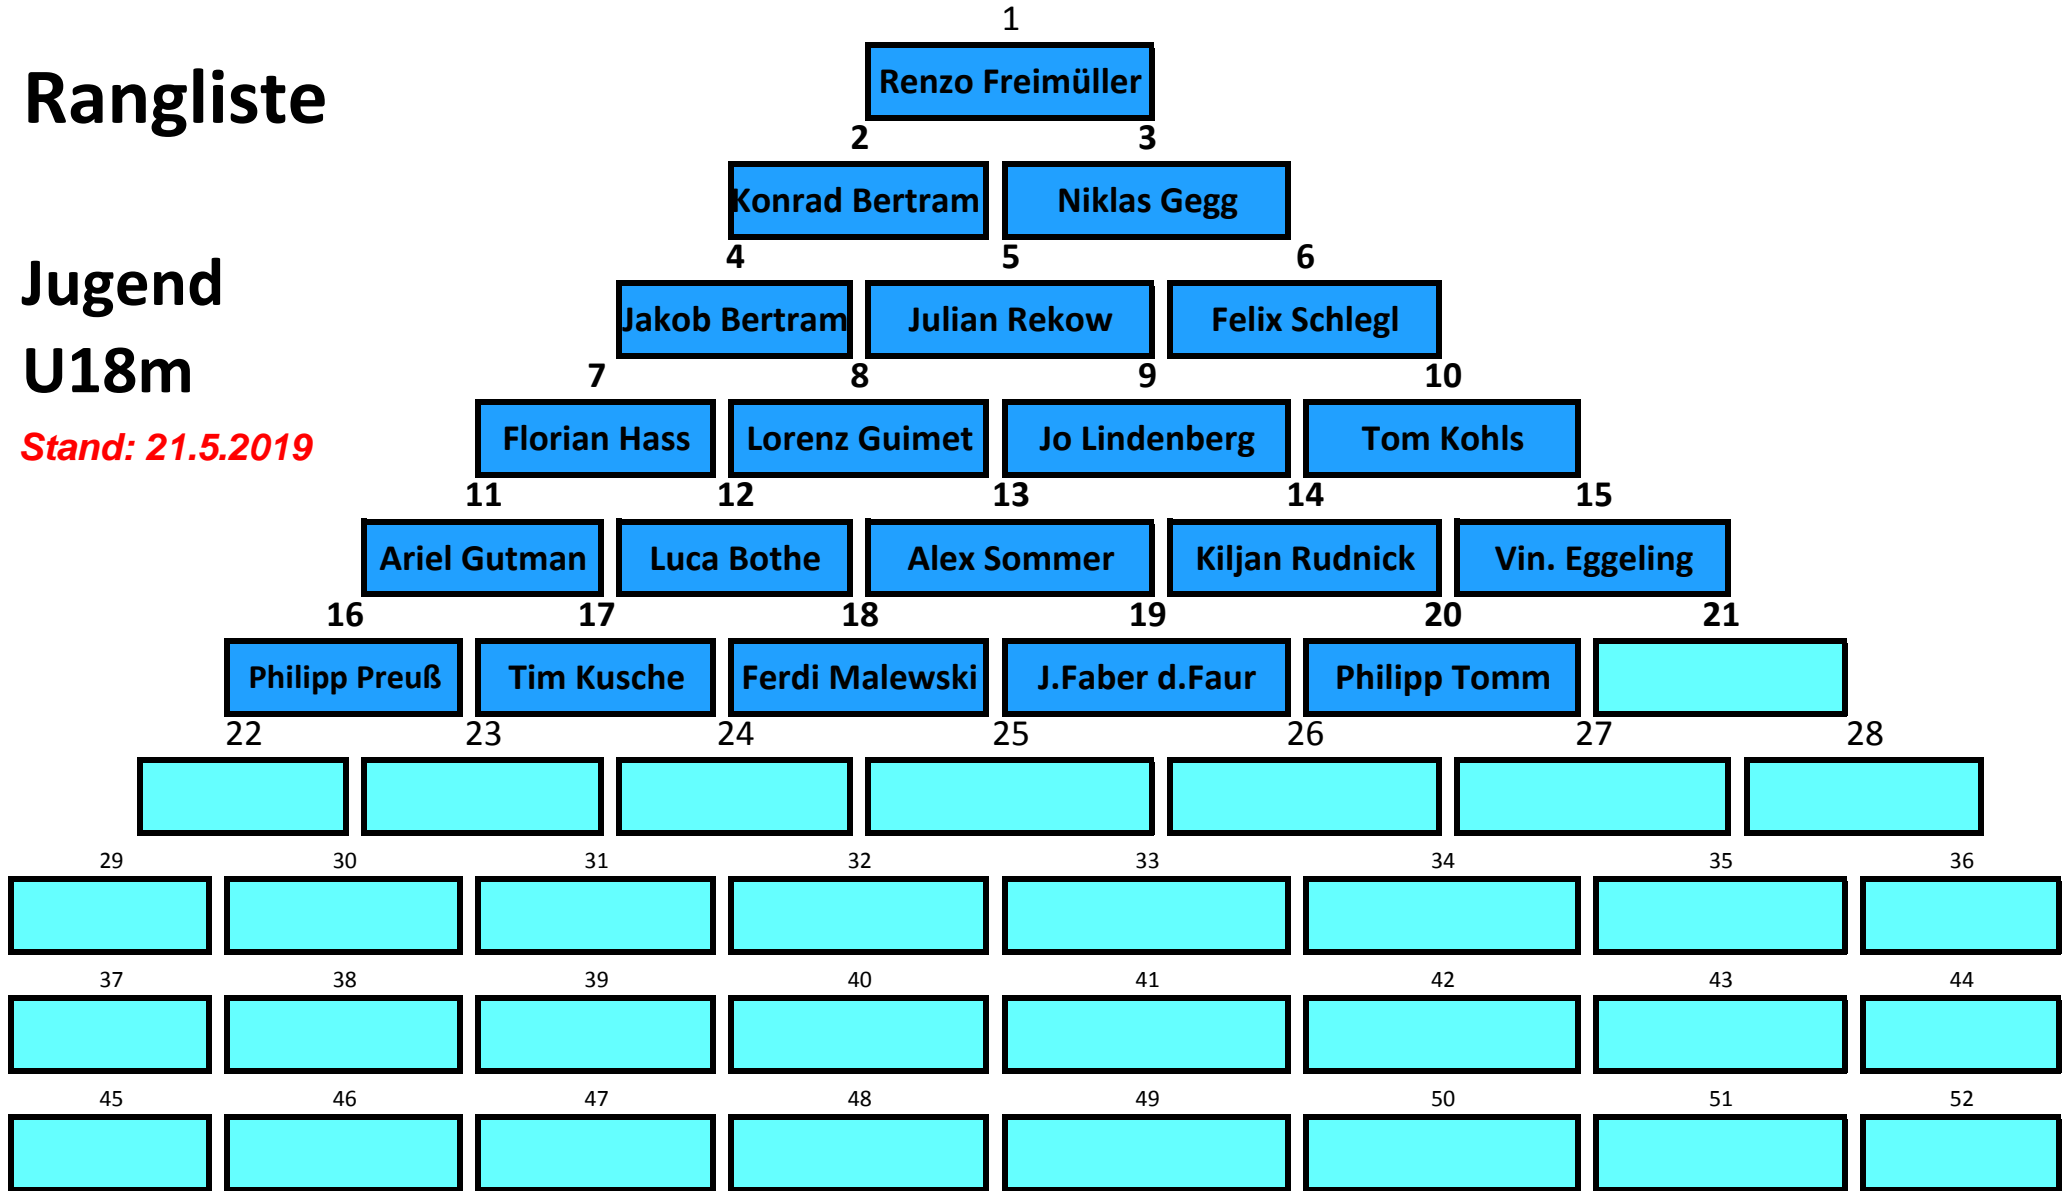 1
Rangliste
Renzo Freimüller
2 3
Konrad Bertram Niklas Gegg
4 5 6
Jugend
Jakob Bertram Julian Rekow Felix Schlegl
U18m
7 8 9 10
Stand: 21.5.2019
Florian Hass Lorenz Guimet Jo Lindenberg Tom Kohls
11 12 13 14 15
Ariel Gutman Luca Bothe Alex Sommer Kiljan Rudnick Vin. Eggeling
16 17 18 19 20 21
Philipp Preuß Tim Kusche Ferdi Malewski J.Faber d.Faur Philipp Tomm
22 23 24 25 26 27 28
29 30 31 32 33 34 35 36
37 38 39 40 41 42 43 44
45 46 47 48 49 50 51 52